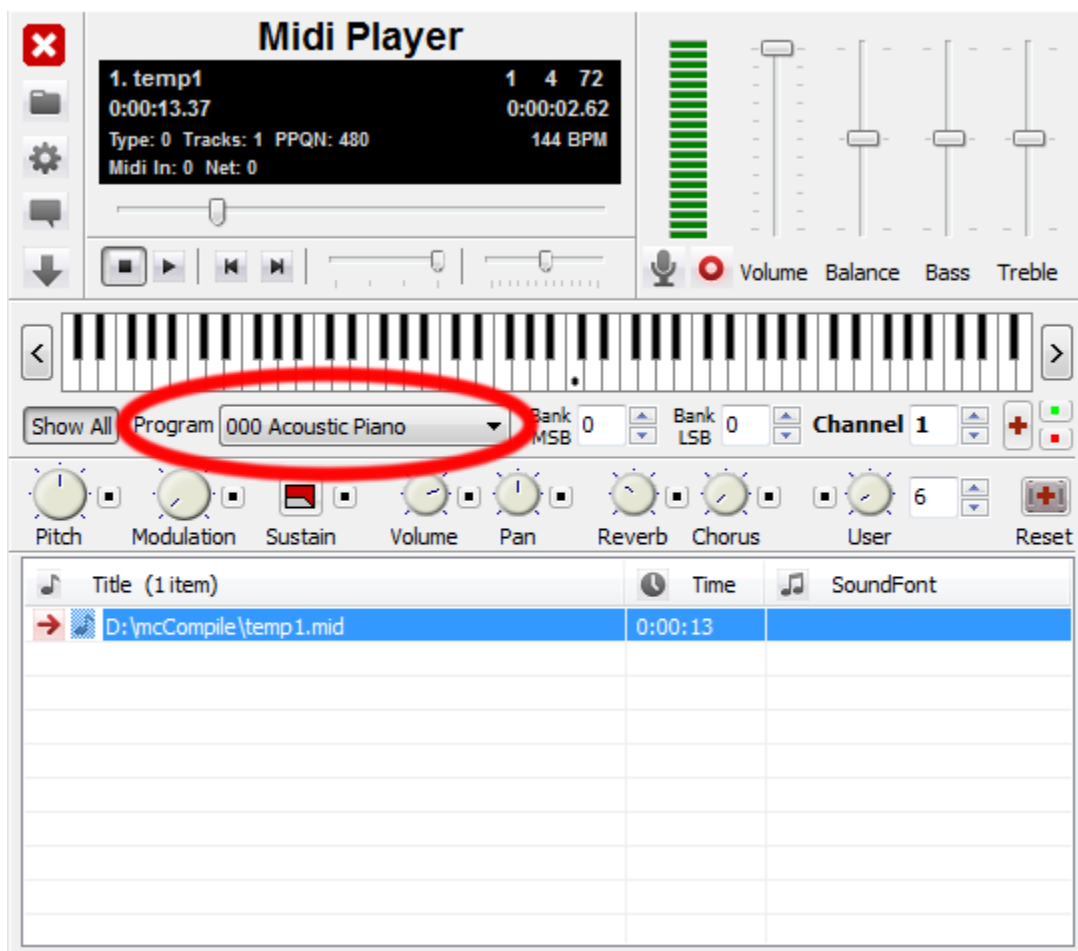 Midi Player
1. temp1 1 4 72
0:00:13.37 0:00:02.62
Type: 0 Tracks: 1 PPQN: 480 144 BPM
Midi In: 0 Net: 0
Volume Balance Bass Treble
Show All Program 000 Acoustic Piano Bank MSB 0 Bank LSB 0 Channel 1
6
Pitch Modulation Sustain Volume Pan Reverb Chorus User Reset
Title (1 item) Time SoundFont
D:\mcCompile\temp1.mid 0:00:13